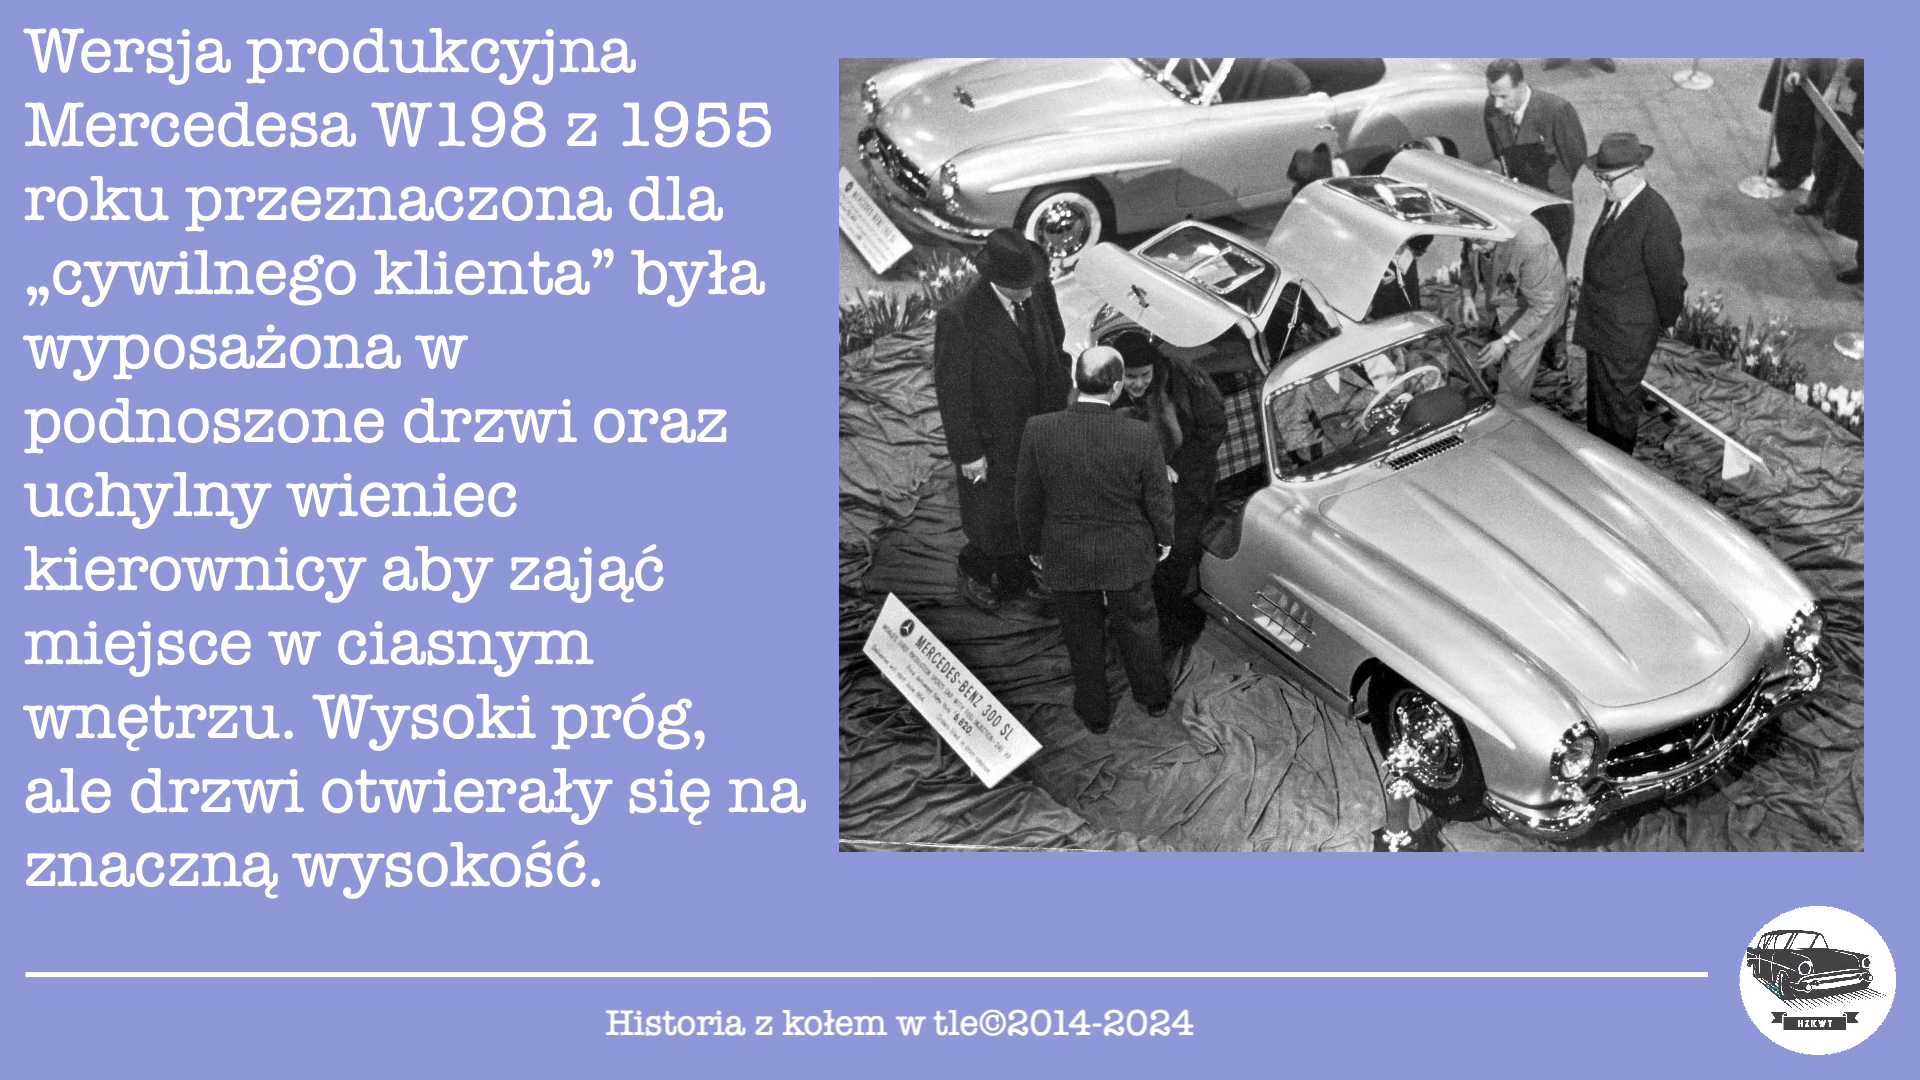 Wersja produkcyjna
Mercedesa W198 z 1955
roku przeznaczona dla
„cywilnego klienta” była
wyposażona w
podnoszone drzwi oraz
uchylny wieniec
kierownicy aby zająć
miejsce w ciasnym
wnętrzu. Wysoki próg,
ale drzwi otwierały się na
znaczną wysokość.
MERCEDES-BENZ 300 SL
Historia z kołem w tle©2014-2024
HZKWT